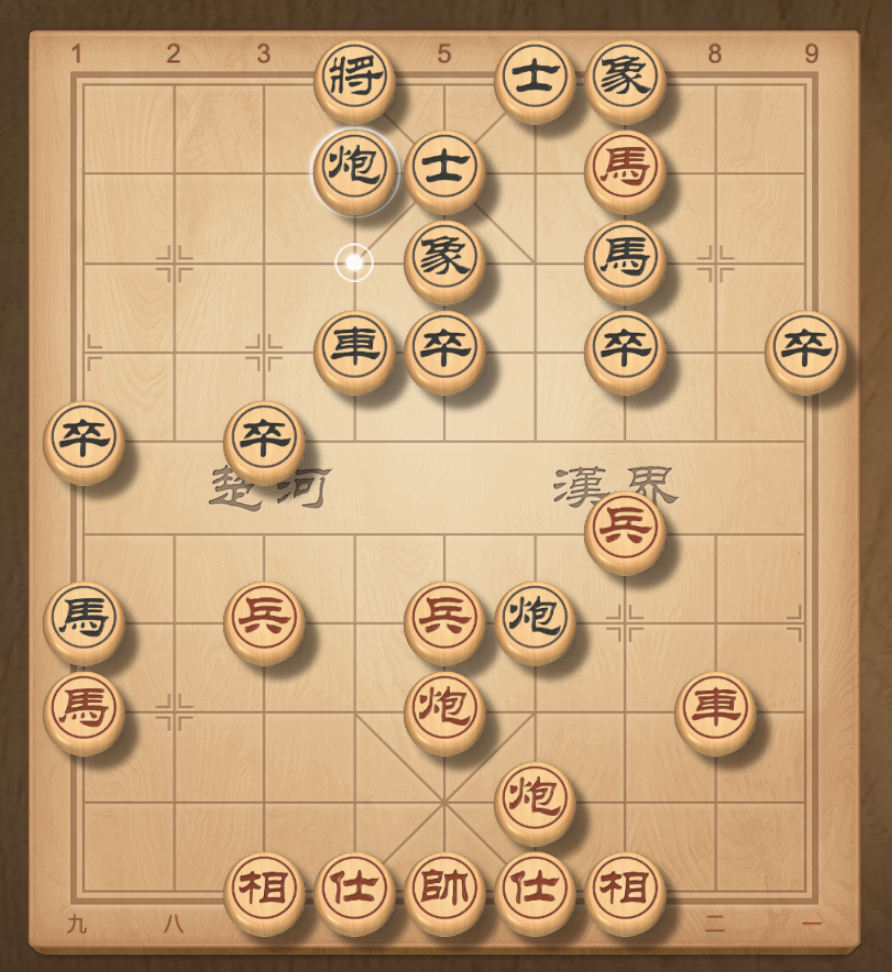 1 2 3 5 8 9
將 士 象
炮 士 馬
象 馬
車 卒 卒 卒
卒 卒
楚 河 漢 界
兵
馬 兵 兵 炮
馬 炮 車
炮
相 仕 帥 仕 相
九 八 二 一